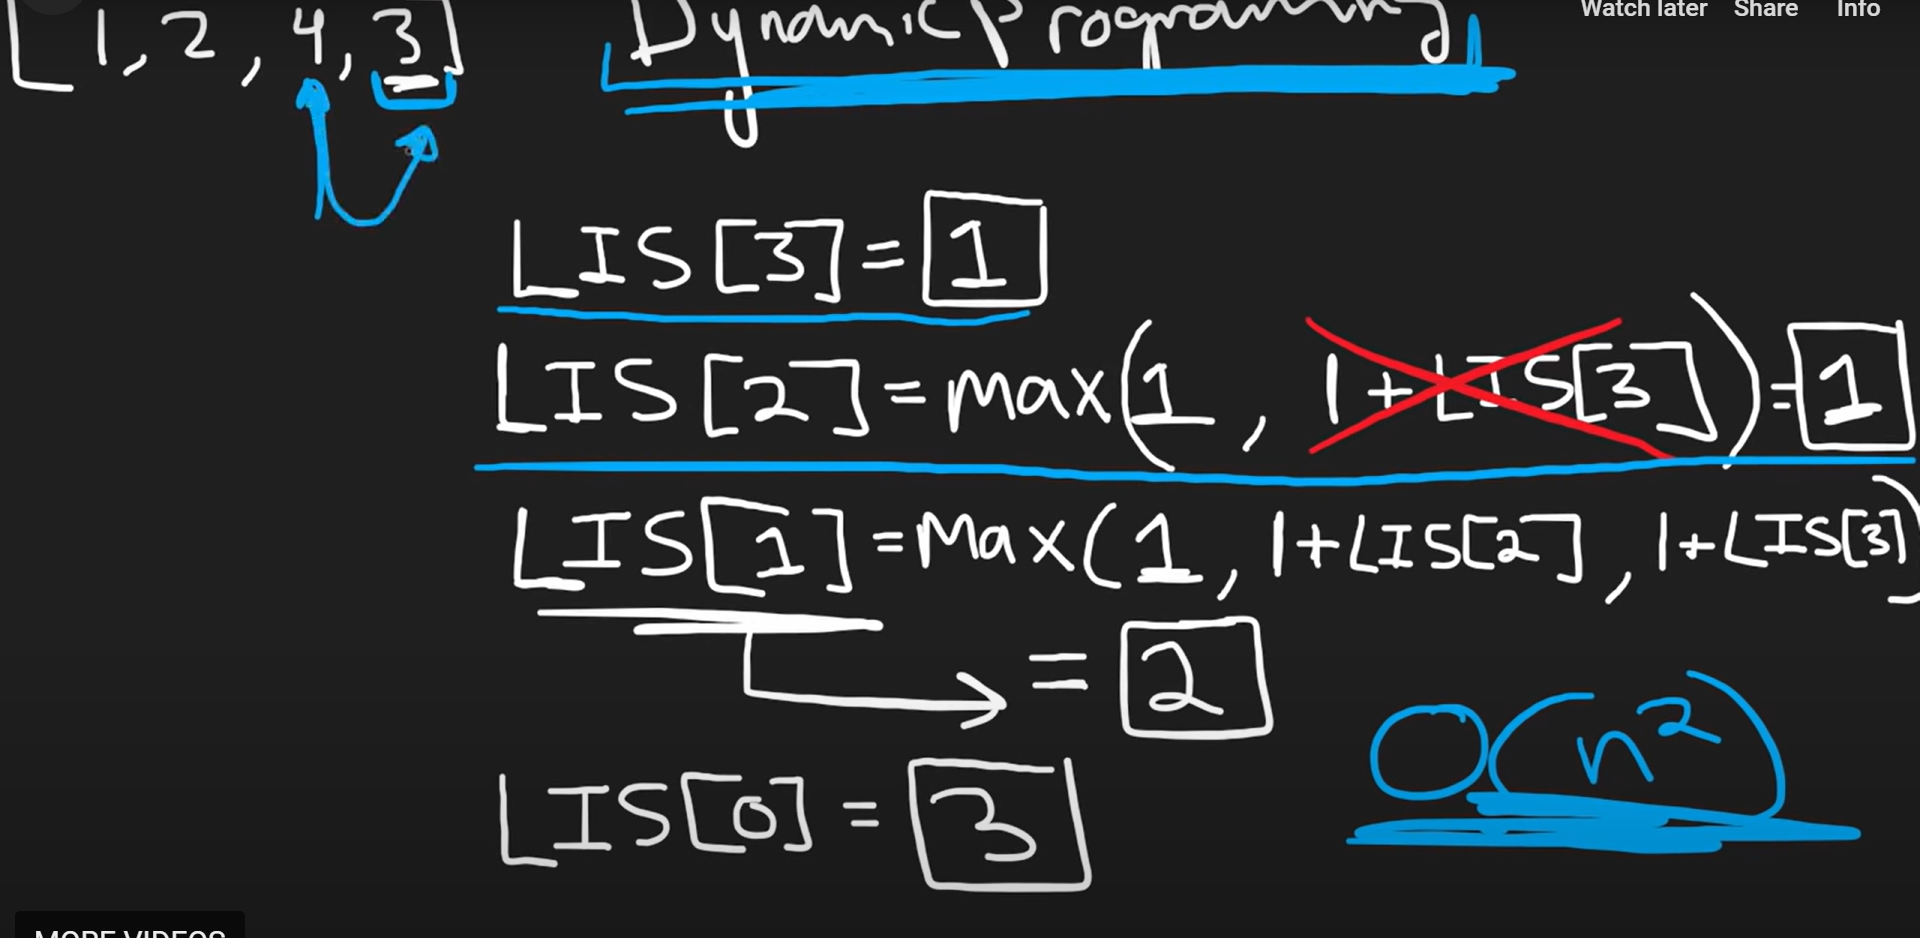 Watch later Share Info
[1, 2, 4, 3] Dynamic Programming
LIS[3] = 1
LIS[2] = max(1, 1 + LIS[3]) = 1
LIS[1] = Max(1, 1 + LIS[2], 1 + LIS[3])
= 2
O(n²)
LIS[0] = 3
MORE VIDEOS